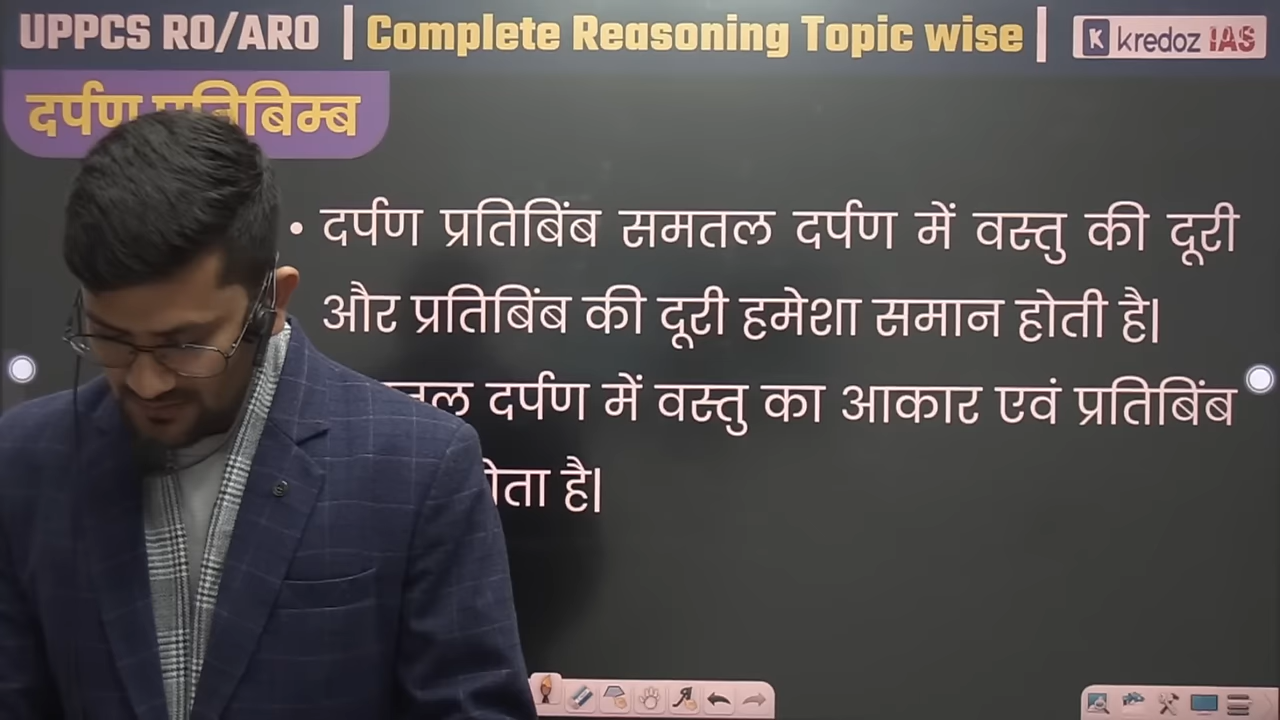 UPPCS RO/ARO | Complete Reasoning Topic wise |
K kredoz IAS
दर्पण
• दर्पण प्रतिबिंब समतल दर्पण में वस्तु की दूरी
और प्रतिबिंब की दूरी हमेशा समान होती है|
दर्पण में वस्तु का आकार एवं प्रतिबिंब
है|